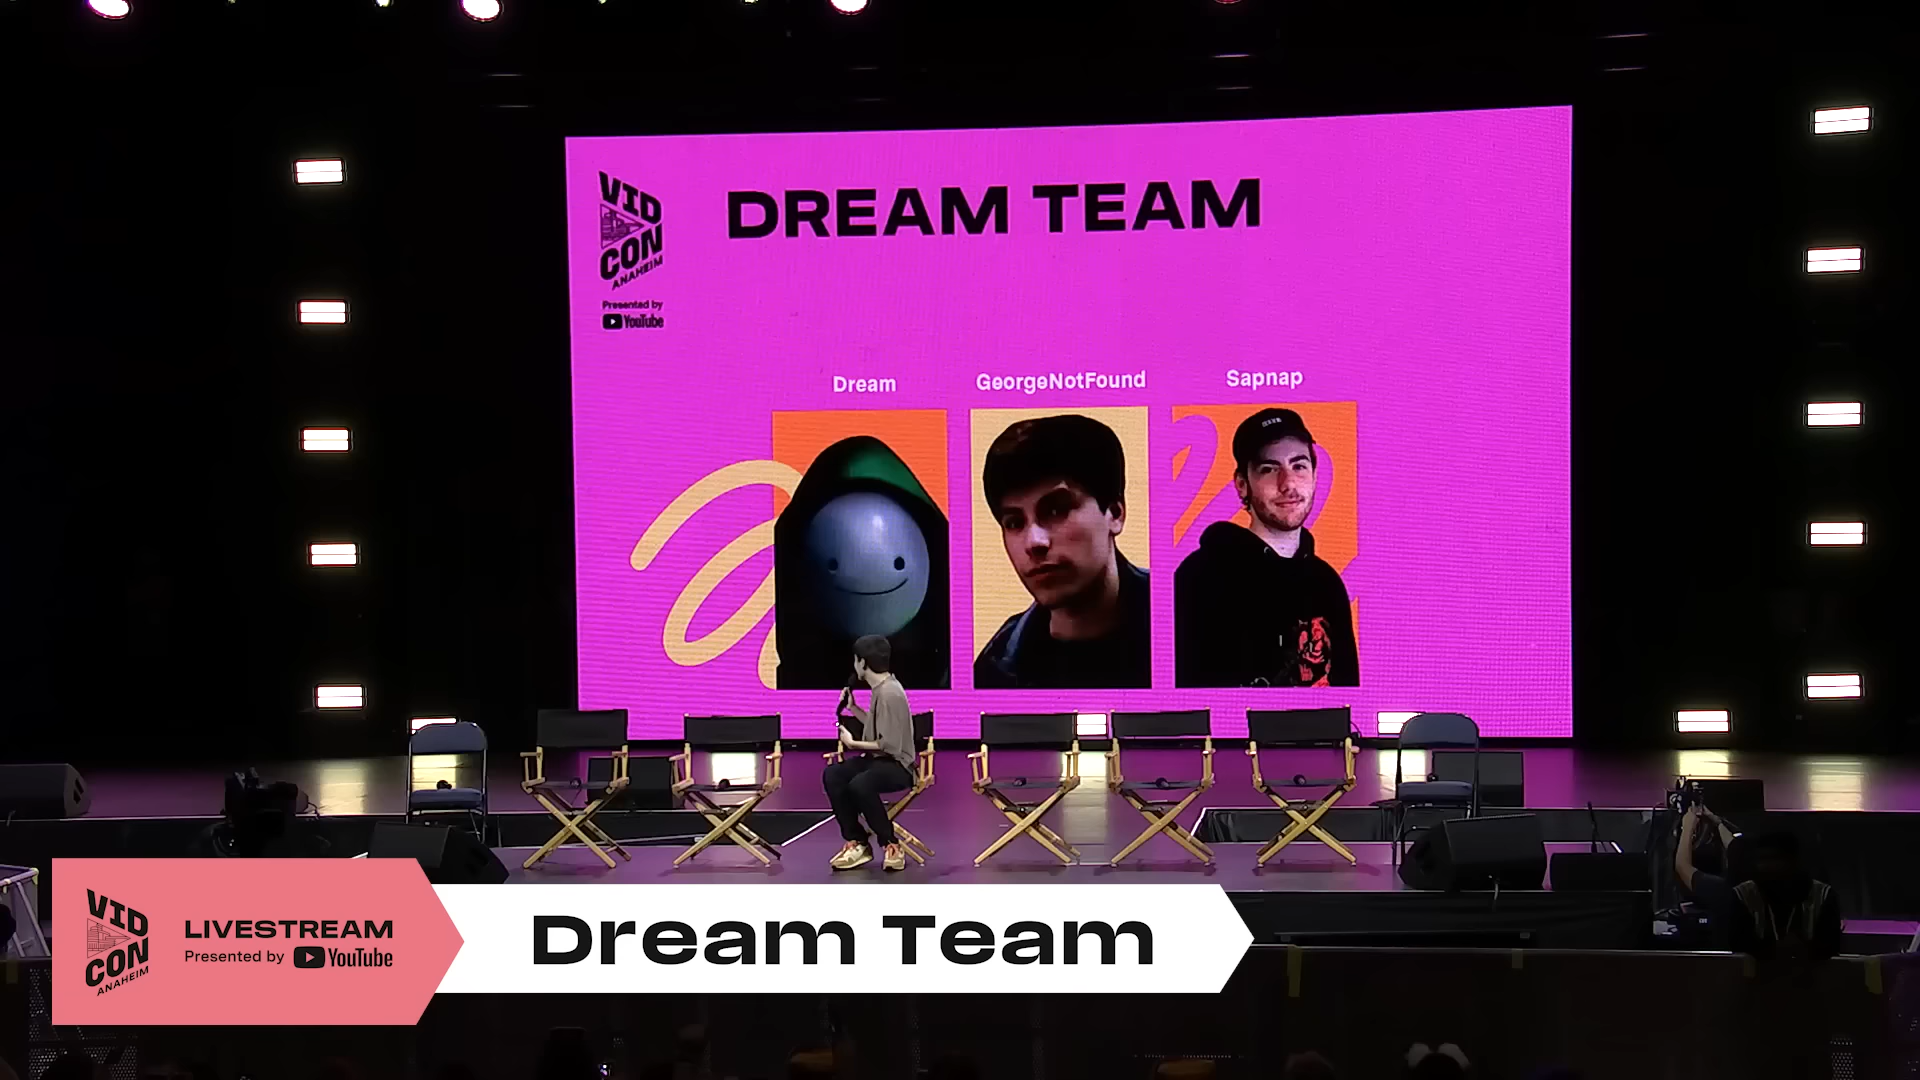 VID
CON
ANAHEIM
Presented by
YouTube
DREAM TEAM
Dream
GeorgeNotFound
Sapnap
VID
CON
ANAHEIM
LIVESTREAM
Presented by YouTube
Dream Team